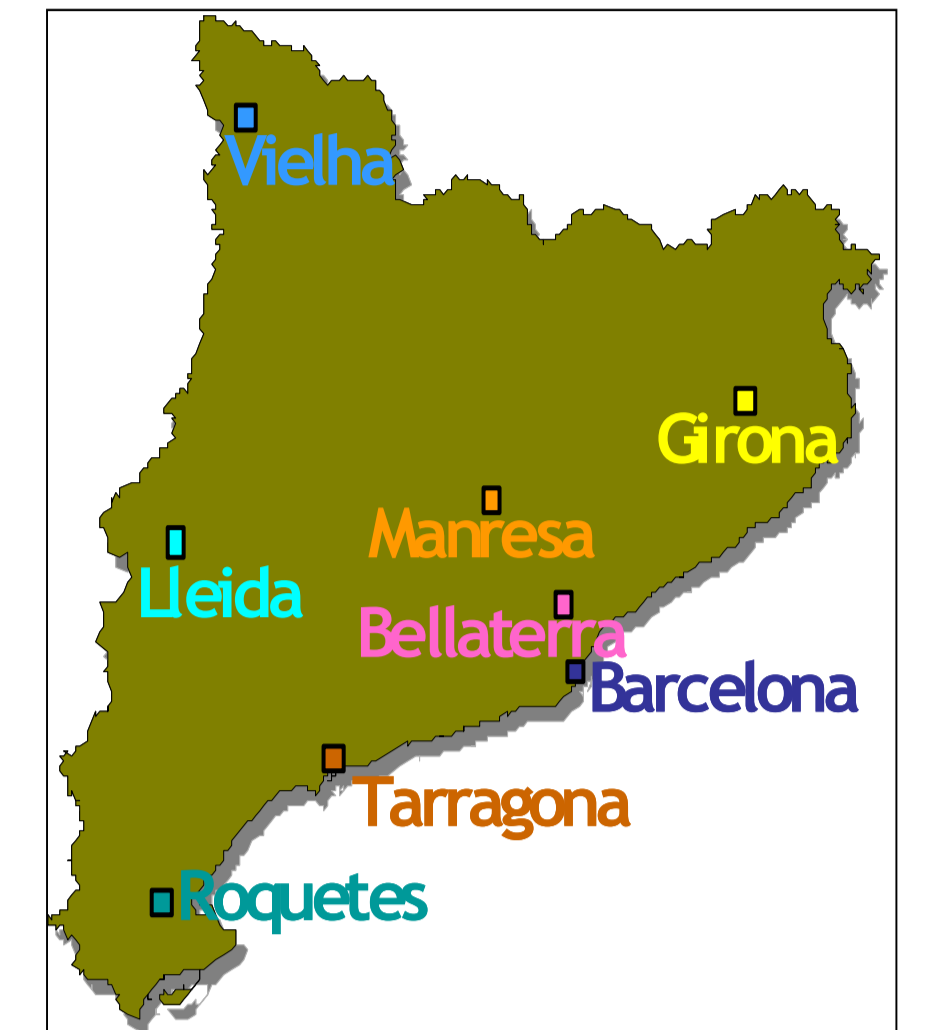 Vielha
Girona
Manresa
Lleida
Bellaterra
Barcelona
Tarragona
Roquetes